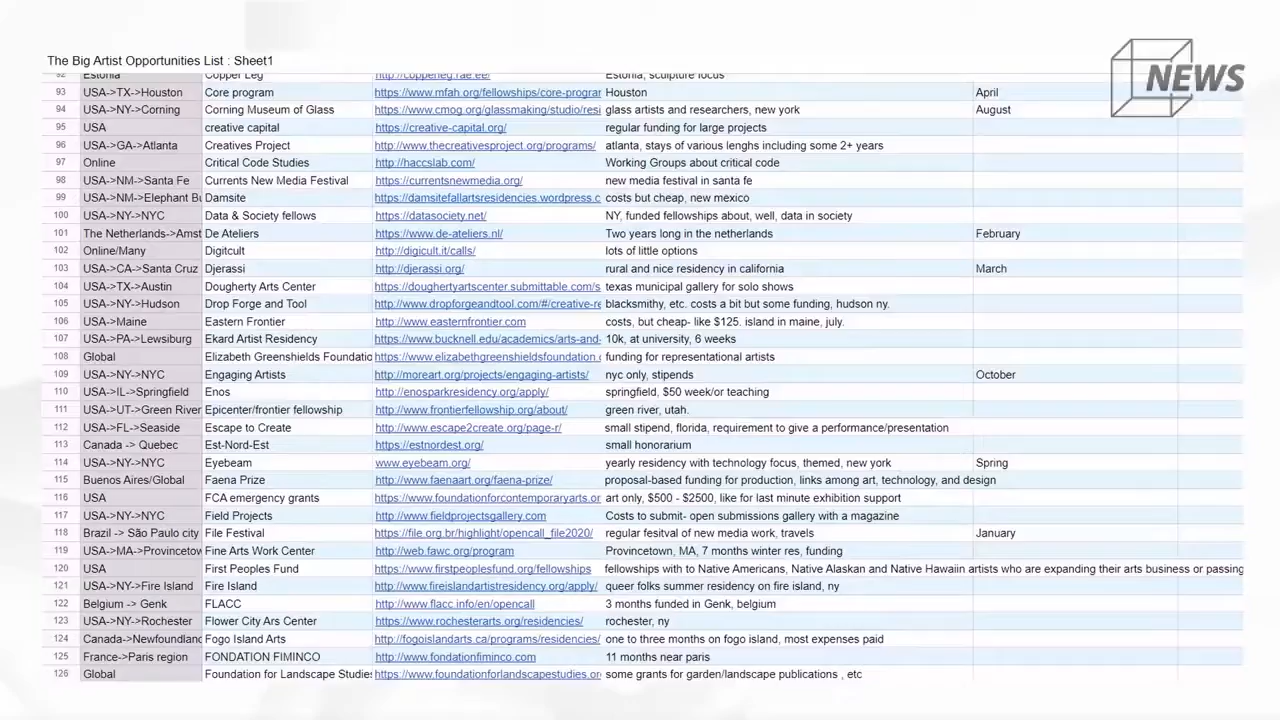 NEWS
The Big Artist Opportunities List : Sheet1
92 Estonia Copper Leg http://copperleg.rae.ee/ Estonia, sculpture focus
93 USA->TX->Houston Core program https://www.mfah.org/fellowships/core-program Houston April
94 USA->NY->Corning Corning Museum of Glass https://www.cmog.org/glassmaking/studio/resi glass artists and researchers, new york August
95 USA creative capital https://creative-capital.org/ regular funding for large projects
96 USA->GA->Atlanta Creatives Project http://www.thecreativesproject.org/programs/ atlanta, stays of various lenghs including some 2+ years
97 Online Critical Code Studies http://haccslab.com/ Working Groups about critical code
98 USA->NM->Santa Fe Currents New Media Festival https://currentsnewmedia.org/ new media festival in santa fe
99 USA->NM->Elephant Bu Damsite https://damsitefallartsresidencies.wordpress.c costs but cheap, new mexico
100 USA->NY->NYC Data & Society fellows https://datasociety.net/ NY, funded fellowships about, well, data in society
101 The Netherlands->Amst De Ateliers https://www.de-ateliers.nl/ Two years long in the netherlands February
102 Online/Many Digitcult http://digicult.it/calls/ lots of little options
103 USA->CA->Santa Cruz Djerassi http://djerassi.org/ rural and nice residency in california March
104 USA->TX->Austin Dougherty Arts Center https://doughertyartscenter.submittable.com/s texas municipal gallery for solo shows
105 USA->NY->Hudson Drop Forge and Tool http://www.dropforgeandtool.com/#/creative-re blacksmithy, etc. costs a bit but some funding, hudson ny.
106 USA->Maine Eastern Frontier http://www.easternfrontier.com costs, but cheap- like $125. island in maine, july.
107 USA->PA->Lewsiburg Ekard Artist Residency https://www.bucknell.edu/academics/arts-and- 10k, at university, 6 weeks
108 Global Elizabeth Greenshields Foundatio https://www.elizabethgreenshieldsfoundation.o funding for representational artists
109 USA->NY->NYC Engaging Artists http://moreart.org/projects/engaging-artists/ nyc only, stipends October
110 USA->IL->Springfield Enos http://enosparkresidency.org/apply/ springfield, $50 week/or teaching
111 USA->UT->Green River Epicenter/frontier fellowship http://www.frontierfellowship.org/about/ green river, utah.
112 USA->FL->Seaside Escape to Create http://www.escape2create.org/page-r/ small stipend, florida, requirement to give a performance/presentation
113 Canada -> Quebec Est-Nord-Est https://estnordest.org/ small honorarium
114 USA->NY->NYC Eyebeam www.eyebeam.org/ yearly residency with technology focus, themed, new york Spring
115 Buenos Aires/Global Faena Prize http://www.faenaart.org/faena-prize/ proposal-based funding for production, links among art, technology, and design
116 USA FCA emergency grants https://www.foundationforcontemporaryarts.or art only, $500 - $2500, like for last minute exhibition support
117 USA->NY->NYC Field Projects http://www.fieldprojectsgallery.com Costs to submit- open submissions gallery with a magazine
118 Brazil -> São Paulo city File Festival https://file.org.br/highlight/opencall_file2020/ regular fesitval of new media work, travels January
119 USA->MA->Provincetow Fine Arts Work Center http://web.fawc.org/program Provincetown, MA, 7 months winter res, funding
120 USA First Peoples Fund https://www.firstpeoplesfund.org/fellowships fellowships with to Native Americans, Native Alaskan and Native Hawaiin artists who are expanding their arts business or passing
121 USA->NY->Fire Island Fire Island http://www.fireislandartistresidency.org/apply/ queer folks summer residency on fire island, ny
122 Belgium -> Genk FLACC http://www.flacc.info/en/opencall 3 months funded in Genk, belgium
123 USA->NY->Rochester Flower City Ars Center https://www.rochesterarts.org/residencies/ rochester, ny
124 Canada->Newfoundlanc Fogo Island Arts http://fogoislandarts.ca/programs/residencies/ one to three months on fogo island, most expenses paid
125 France->Paris region FONDATION FIMINCO http://www.fondationfiminco.com 11 months near paris
126 Global Foundation for Landscape Studies https://www.foundationforlandscapestudies.or some grants for garden/landscape publications , etc